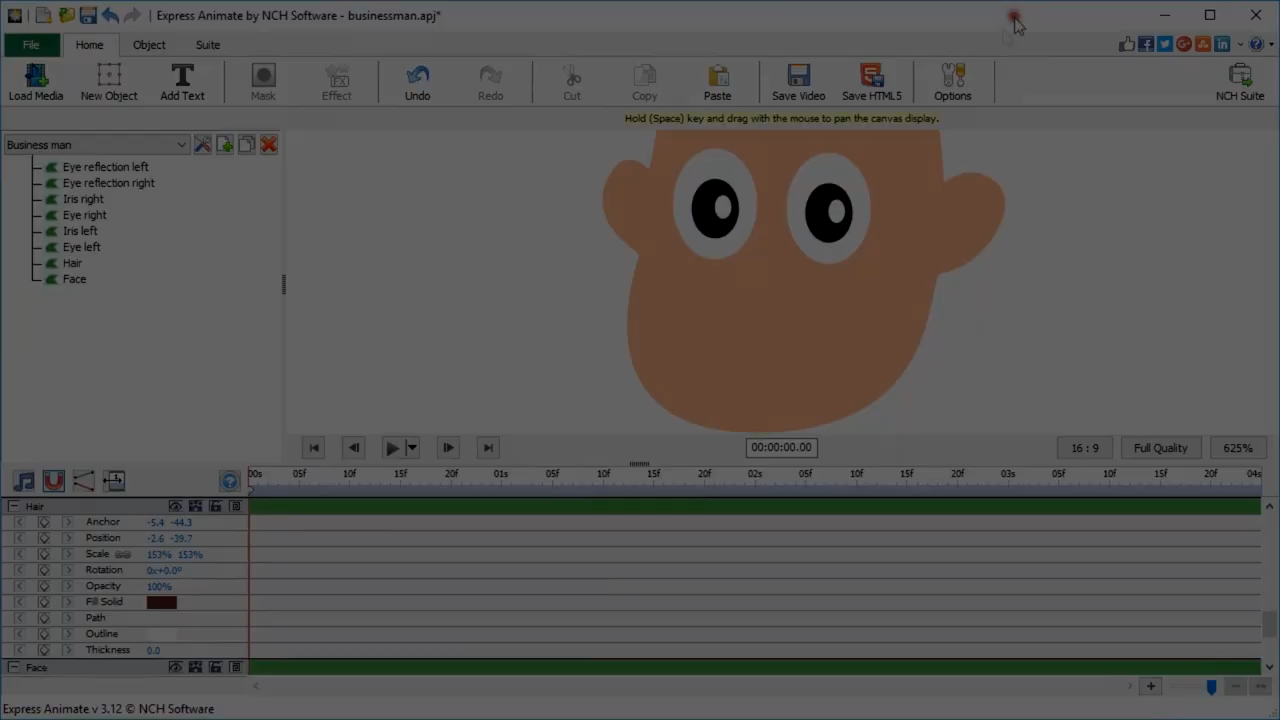 Express Animate by NCH Software - businessman.apj*
File Home Object Suite
Load Media New Object Add Text Mask Effect Undo Redo Cut Copy Paste Save Video Save HTML5 Options NCH Suite
Hold (Space) key and drag with the mouse to pan the canvas display.
Business man
Eye reflection left
Eye reflection right
Iris right
Eye right
Iris left
Eye left
Hair
Face
00:00:00.00 16 : 9 Full Quality 625%
00s 05f 10f 15f 20f 01s 05f 10f 15f 20f 02s 05f 10f 15f 20f 03s 05f 10f 15f 20f 04s
Hair
Anchor -5.4 -44.3
Position -2.6 -39.7
Scale 153% 153%
Rotation 0x+0.0º
Opacity 100%
Fill Solid
Path
Outline
Thickness 0.0
Face
Express Animate v 3.12 © NCH Software